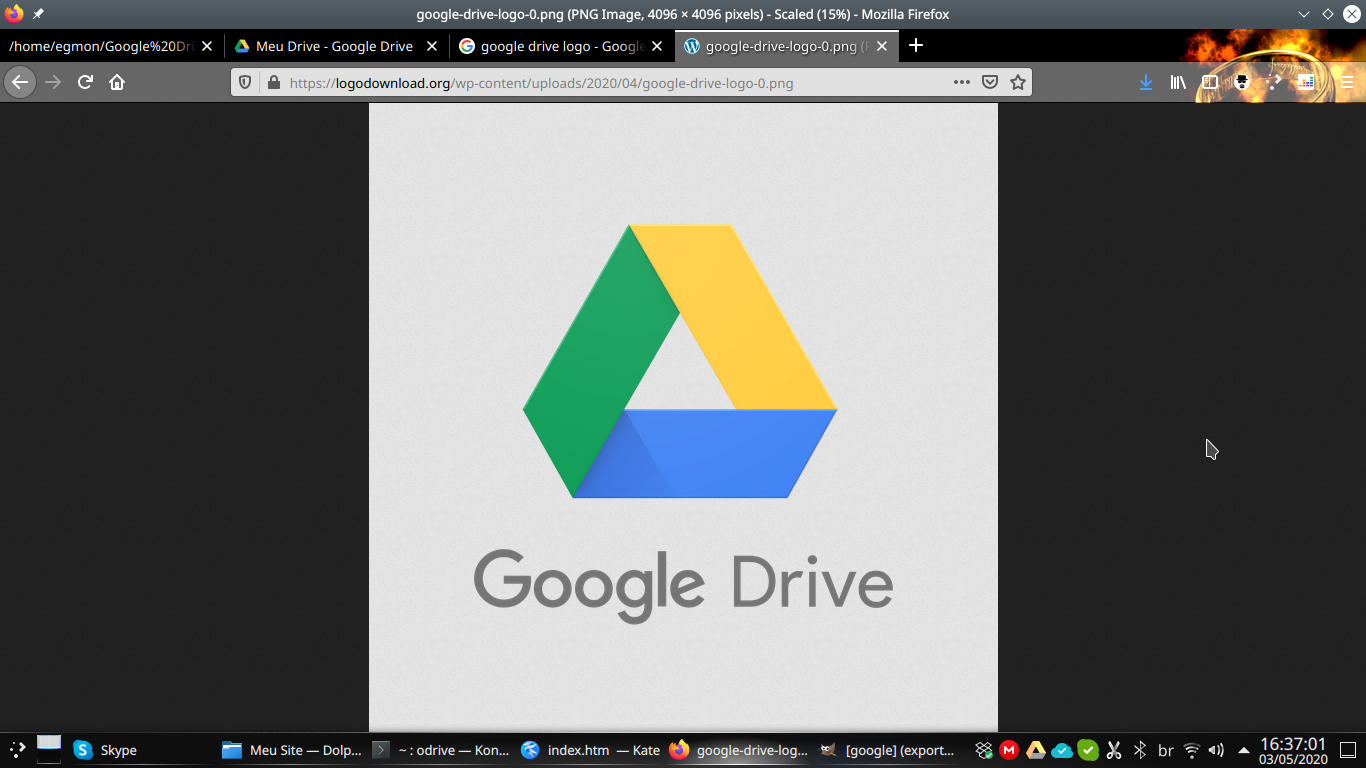 google-drive-logo-0.png (PNG Image, 4096 × 4096 pixels) - Scaled (15%) - Mozilla Firefox
/home/egmon/Google%20Dri
Meu Drive - Google Drive
google drive logo - Google
google-drive-logo-0.png (P
https://logodownload.org/wp-content/uploads/2020/04/google-drive-logo-0.png
Google Drive
Skype
Meu Site — Dolp...
~ : odrive — Kon...
index.htm — Kate
google-drive-log...
[google] (export...
br
16:37:01
03/05/2020